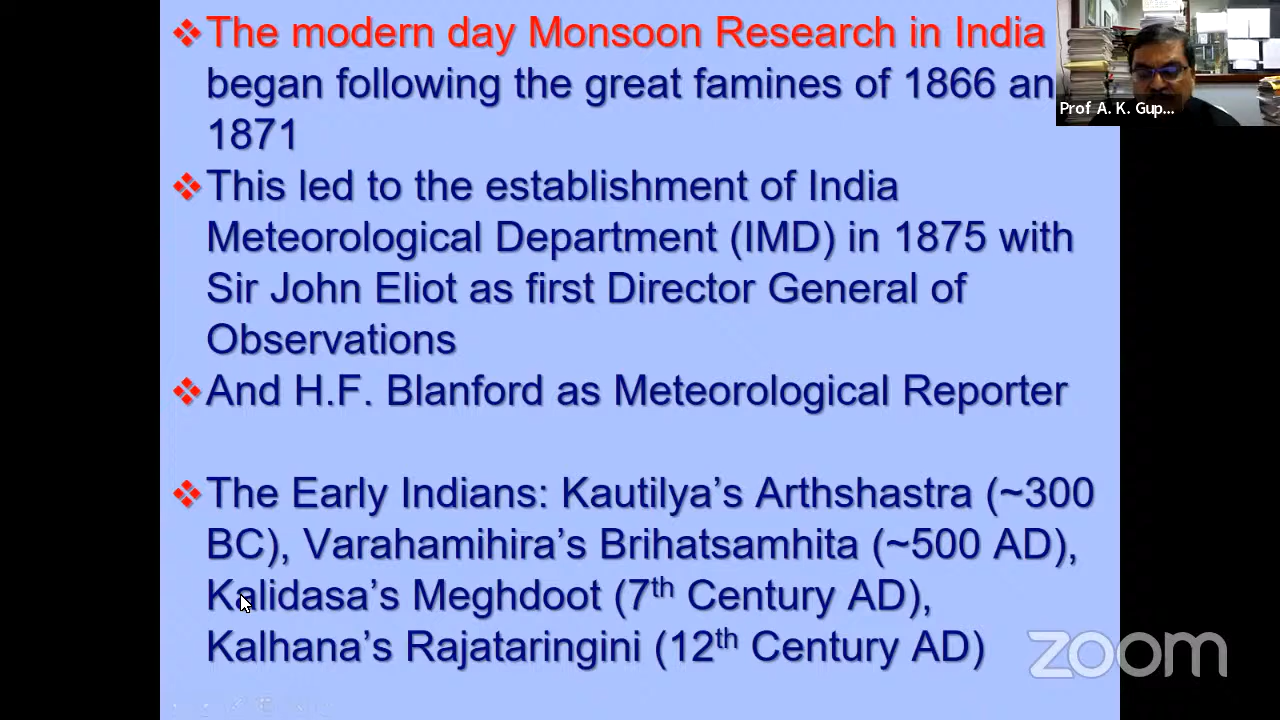 ❖The modern day Monsoon Research in India
began following the great famines of 1866 an
1871
❖This led to the establishment of India
Meteorological Department (IMD) in 1875 with
Sir John Eliot as first Director General of
Observations
❖And H.F. Blanford as Meteorological Reporter
❖The Early Indians: Kautilya’s Arthshastra (~300
BC), Varahamihira’s Brihatsamhita (~500 AD),
Kalidasa’s Meghdoot (7th Century AD),
Kalhana’s Rajataringini (12th Century AD)
Prof A. K. Gup...
zoom